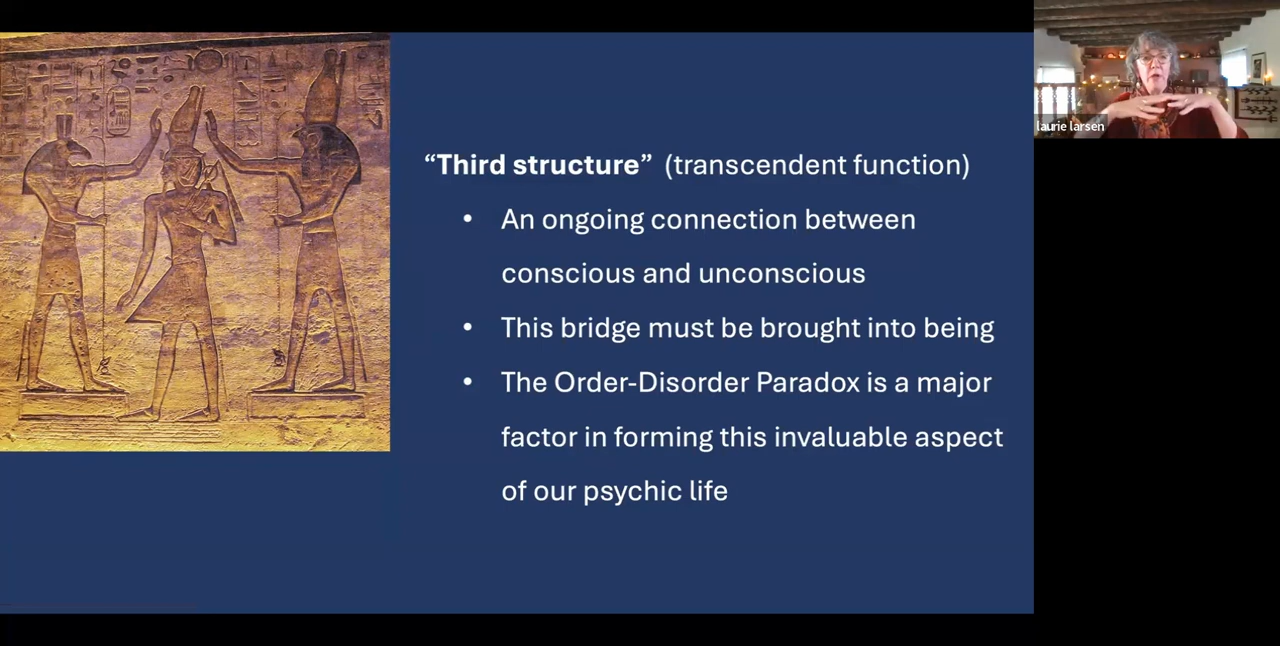 “Third structure” (transcendent function)
• An ongoing connection between
conscious and unconscious
• This bridge must be brought into being
• The Order-Disorder Paradox is a major
factor in forming this invaluable aspect
of our psychic life
laurie larsen